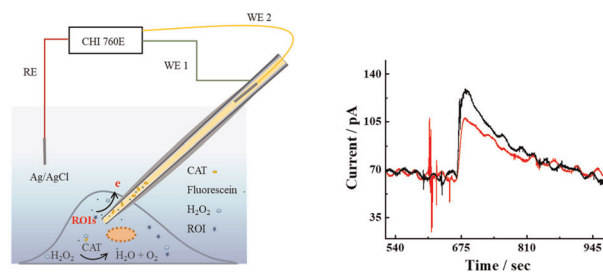 WE 2
CHI 760E
RE
WE 1
Ag/AgCl
e
ROIs
CAT
Fluorescein
H₂O₂
ROI
CAT
H₂O₂
H₂O + O₂
Current / pA
140
105
70
35
540
675
810
945
Time / sec